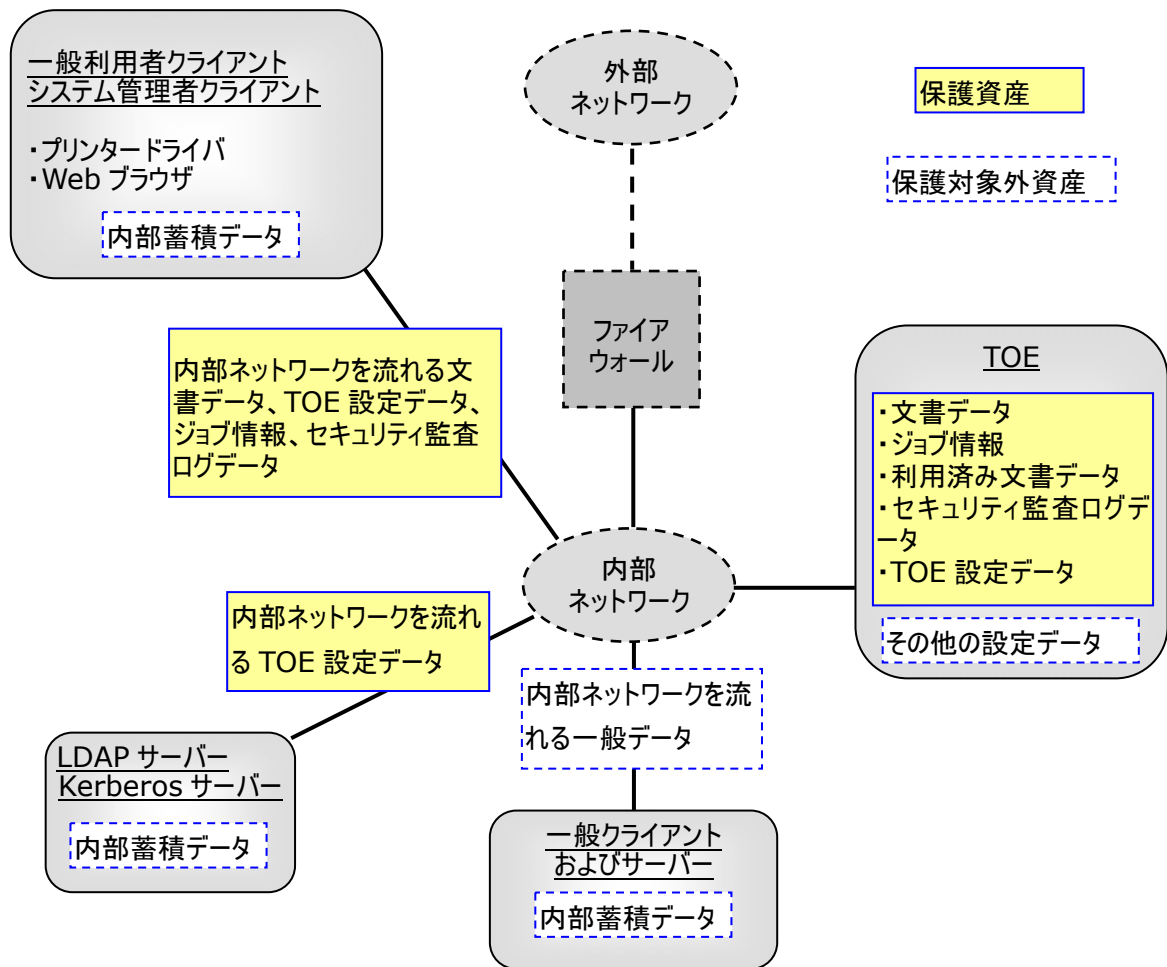 一般利用者クライアント
システム管理者クライアント
・プリンタードライバ
・Web ブラウザ
内部蓄積データ
外部
ネットワーク
保護資産
保護対象外資産
ファイア
ウォール
内部ネットワークを流れる文
書データ、TOE 設定データ、
ジョブ情報、セキュリティ監査
ログデータ
TOE
・文書データ
・ジョブ情報
・利用済み文書データ
・セキュリティ監査ログデ
ータ
・TOE 設定データ
その他の設定データ
内部
ネットワーク
内部ネットワークを流れ
る TOE 設定データ
内部ネットワークを流
れる一般データ
LDAP サーバー
Kerberos サーバー
内部蓄積データ
一般クライアント
およびサーバー
内部蓄積データ